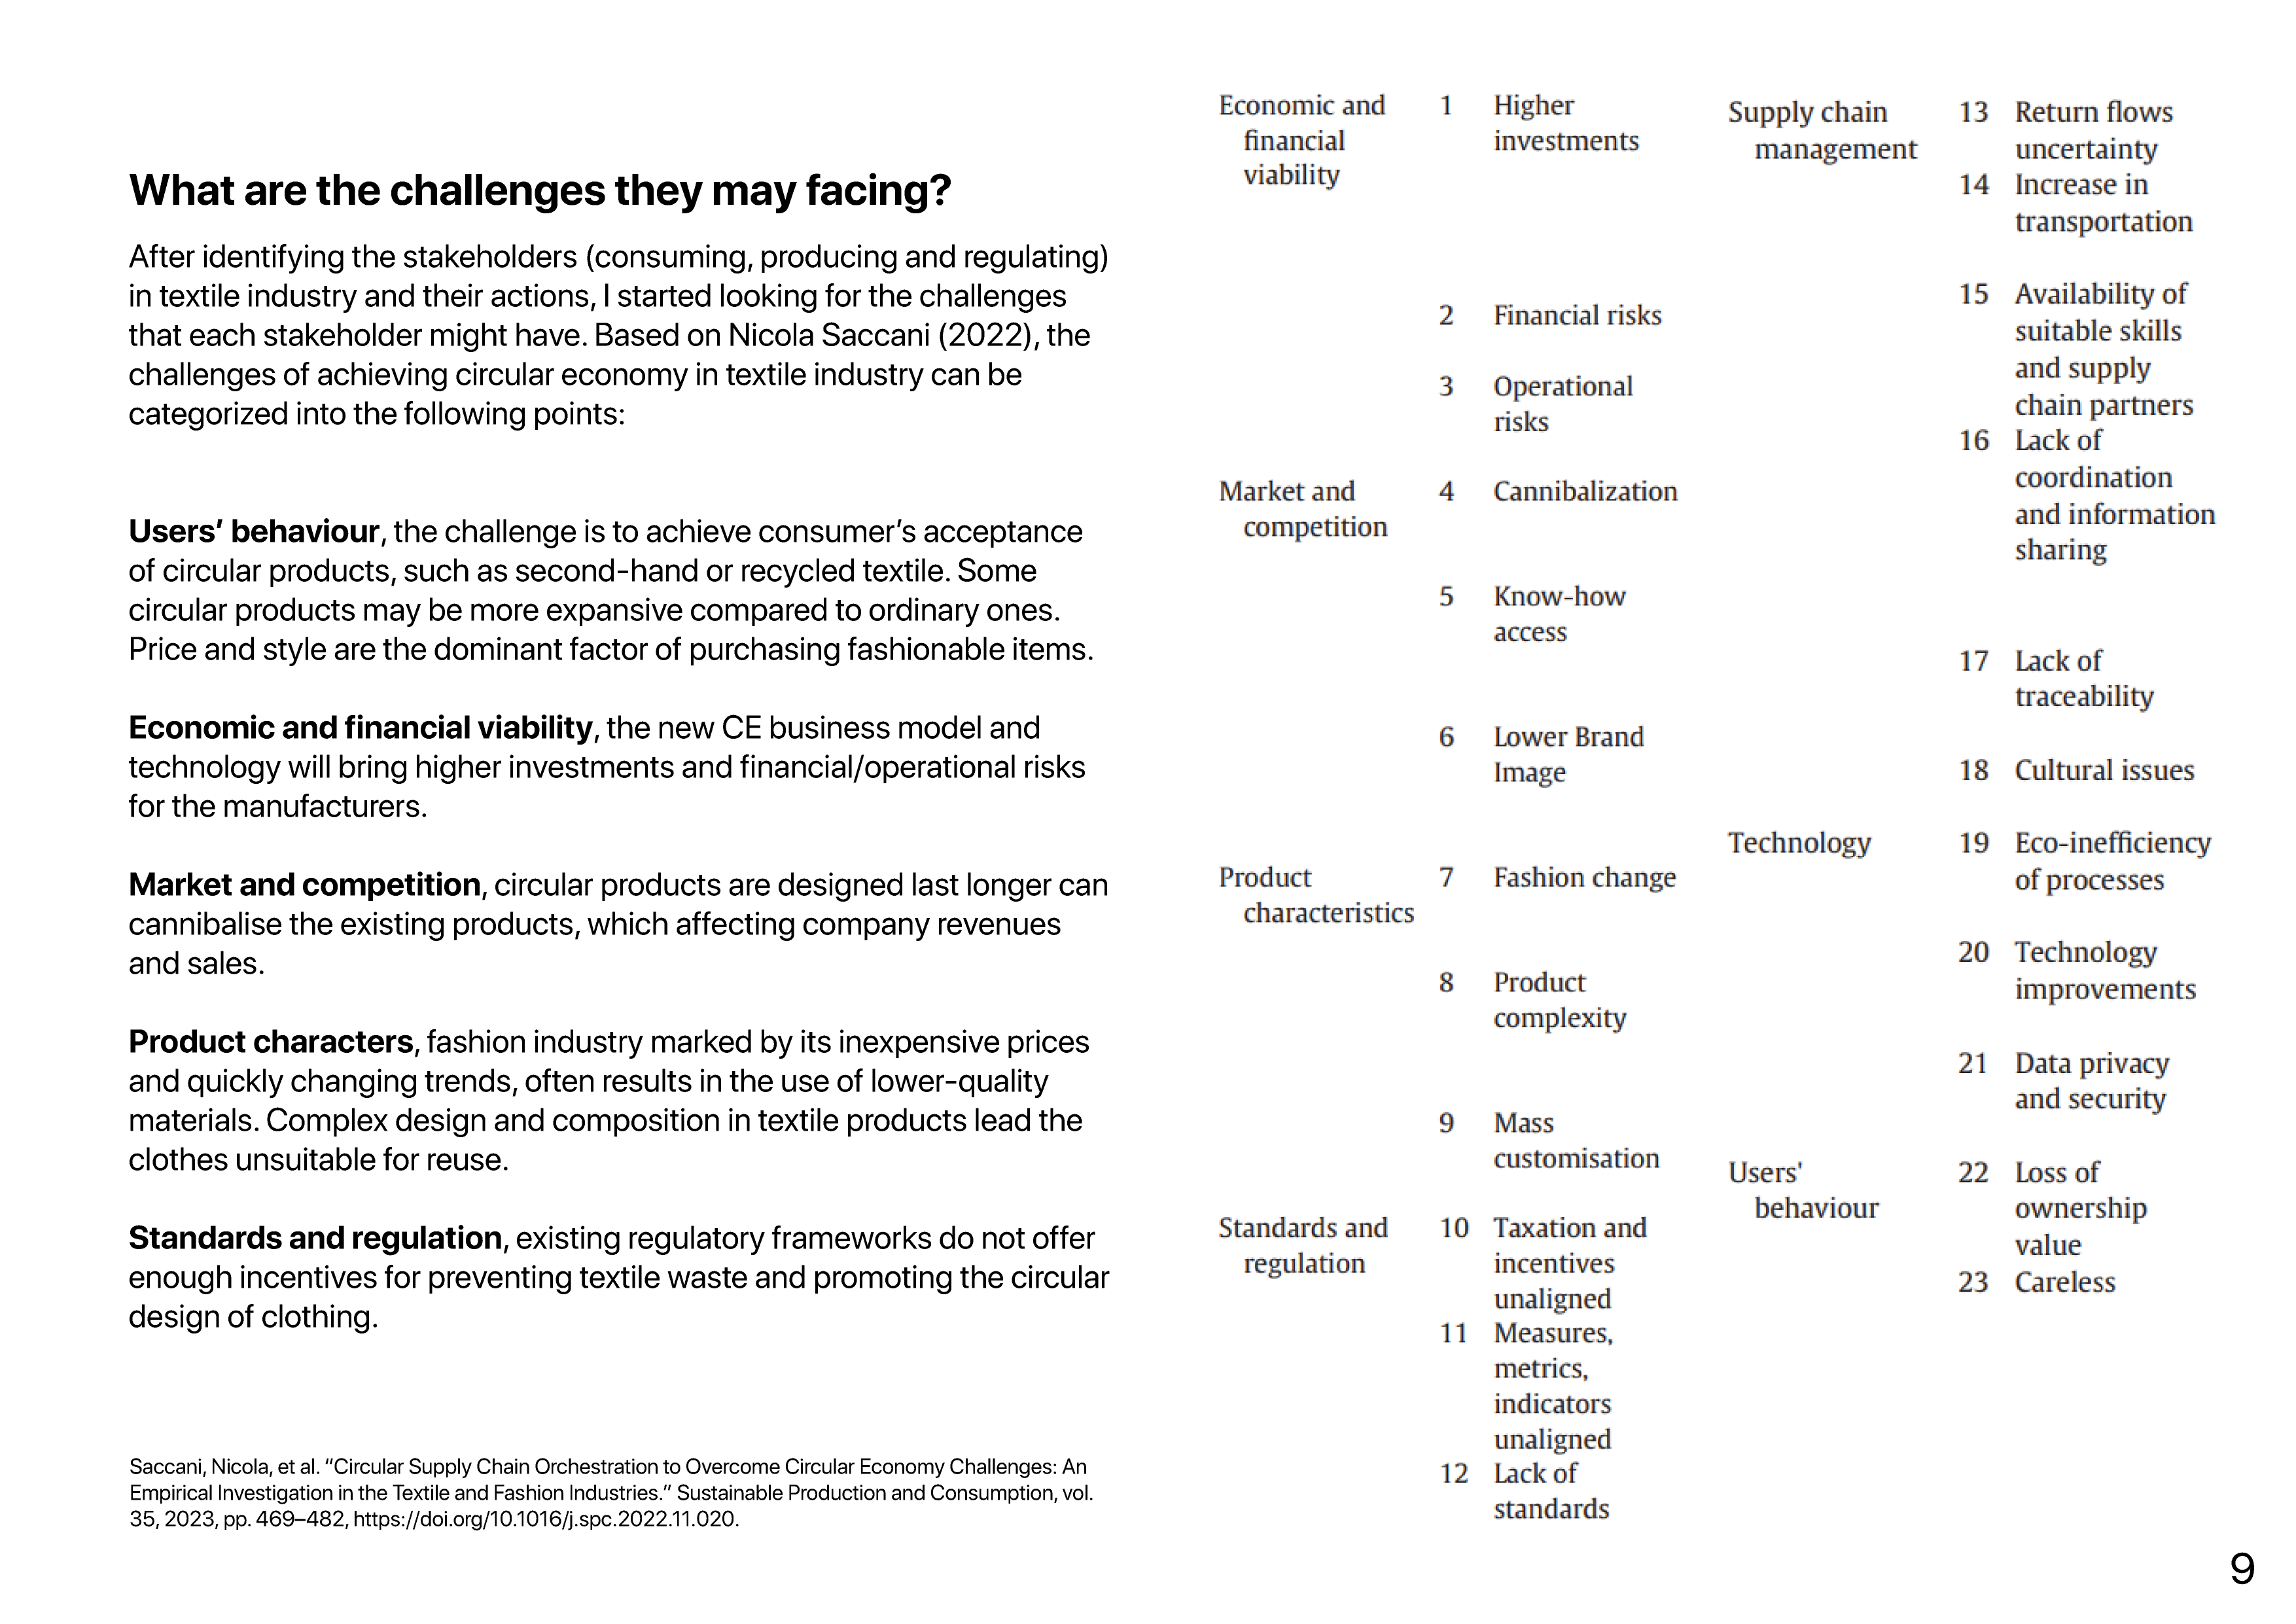 What are the challenges they may facing?
After identifying the stakeholders (consuming, producing and regulating)
in textile industry and their actions, I started looking for the challenges
that each stakeholder might have. Based on Nicola Saccani (2022), the
challenges of achieving circular economy in textile industry can be
categorized into the following points:
Users’ behaviour, the challenge is to achieve consumer’s acceptance
of circular products, such as second-hand or recycled textile. Some
circular products may be more expansive compared to ordinary ones.
Price and style are the dominant factor of purchasing fashionable items.
Economic and financial viability, the new CE business model and
technology will bring higher investments and financial/operational risks
for the manufacturers.
Market and competition, circular products are designed last longer can
cannibalise the existing products, which affecting company revenues
and sales.
Product characters, fashion industry marked by its inexpensive prices
and quickly changing trends, often results in the use of lower-quality
materials. Complex design and composition in textile products lead the
clothes unsuitable for reuse.
Standards and regulation, existing regulatory frameworks do not offer
enough incentives for preventing textile waste and promoting the circular
design of clothing.
Saccani, Nicola, et al. “Circular Supply Chain Orchestration to Overcome Circular Economy Challenges: An
Empirical Investigation in the Textile and Fashion Industries.” Sustainable Production and Consumption, vol.
35, 2023, pp. 469–482, https://doi.org/10.1016/j.spc.2022.11.020.
Economic and 1 Higher
financial investments
viability
2 Financial risks
3 Operational
risks
Market and 4 Cannibalization
competition
5 Know-how
access
6 Lower Brand
Image
Product 7 Fashion change
characteristics
8 Product
complexity
9 Mass
customisation
Standards and 10 Taxation and
regulation incentives
unaligned
11 Measures,
metrics,
indicators
unaligned
12 Lack of
standards
Supply chain 13 Return flows
management uncertainty
14 Increase in
transportation
15 Availability of
suitable skills
and supply
chain partners
16 Lack of
coordination
and information
sharing
17 Lack of
traceability
18 Cultural issues
Technology 19 Eco-inefficiency
of processes
20 Technology
improvements
21 Data privacy
and security
Users' 22 Loss of
behaviour ownership
value
23 Careless
9